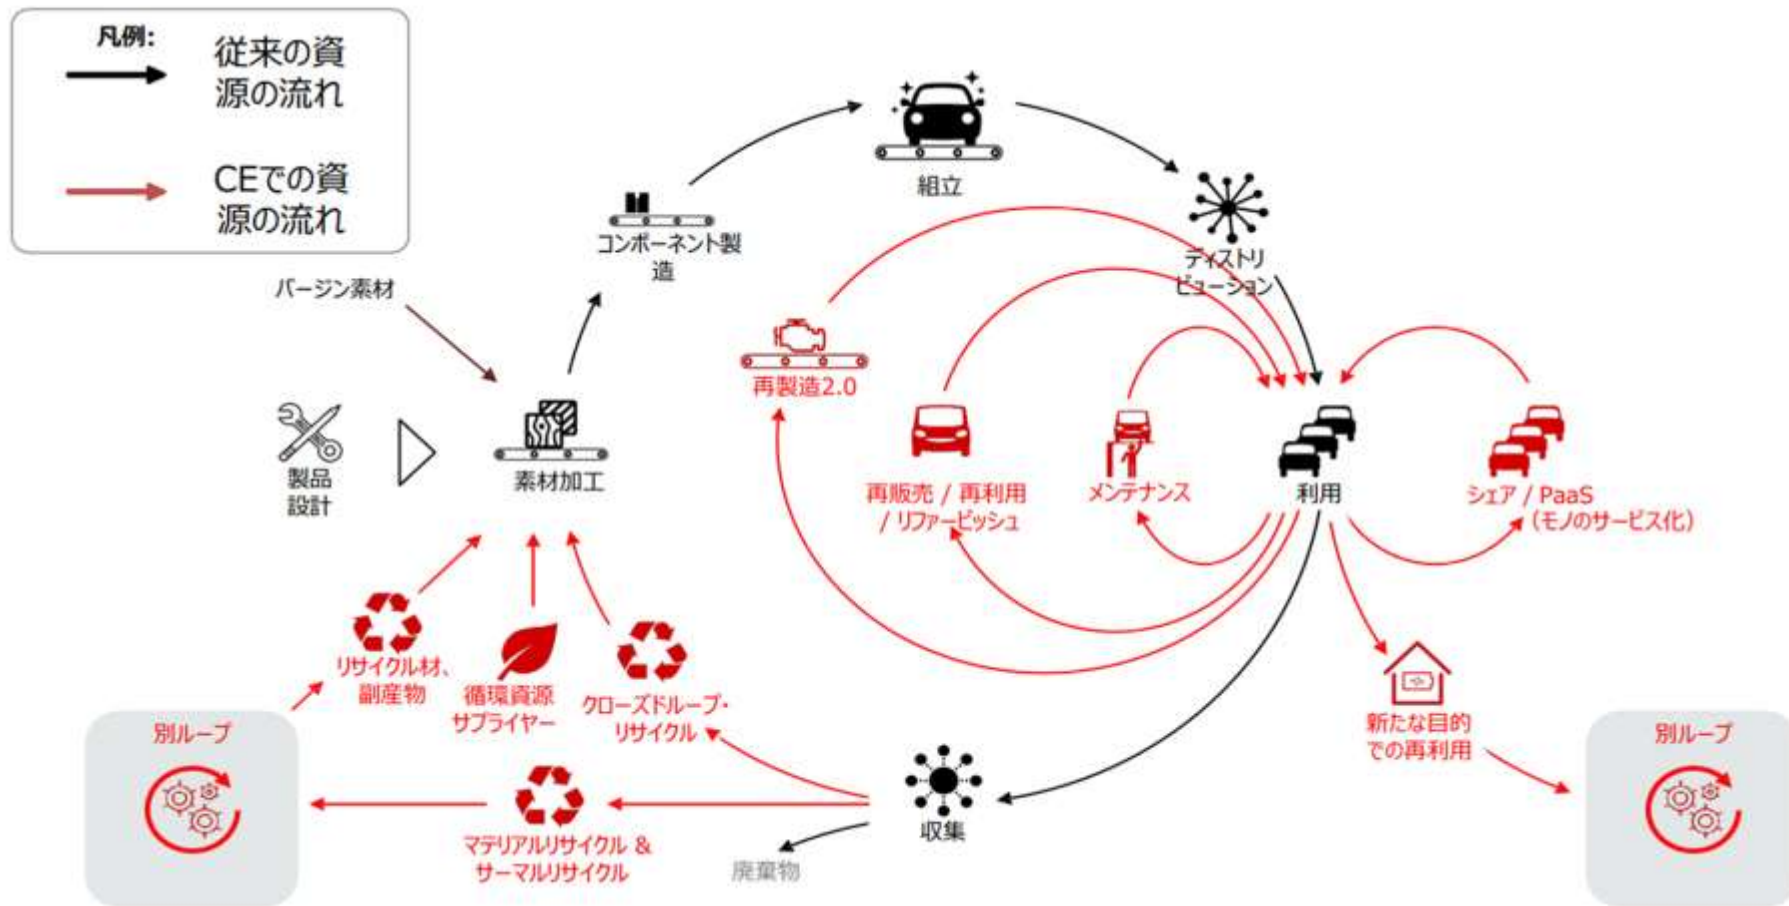 凡例:
従来の資
源の流れ
CEでの資
源の流れ
組立
コンポーネント製
造
ディストリ
ビューション
バージン素材
再製造2.0
製品
設計
素材加工
再販売 / 再利用
/ リファービッシュ
メンテナンス
利用
シェア / PaaS
(モノのサービス化)
リサイクル材、
副産物
循環資源
サプライヤー
クローズドループ・
リサイクル
新たな目的
での再利用
別ループ
別ループ
マテリアルリサイクル &
サーマルリサイクル
収集
廃棄物